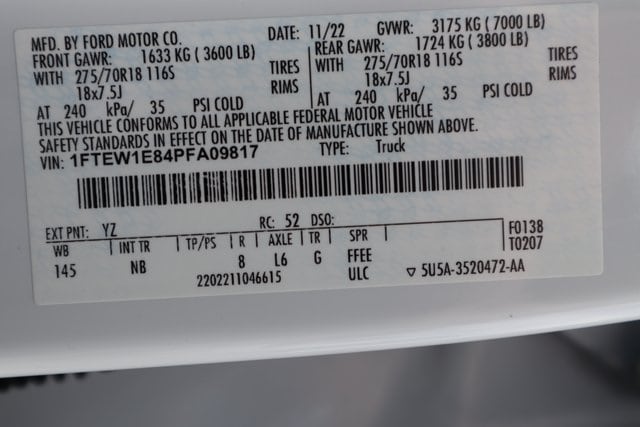 MFD. BY FORD MOTOR CO. DATE: 11/22 GVWR: 3175 KG ( 7000 LB)
FRONT GAWR: 1633 KG ( 3600 LB) REAR GAWR: 1724 KG ( 3800 LB)
WITH 275/70R18 116S TIRES WITH 275/70R18 116S TIRES
18x7.5J RIMS 18x7.5J RIMS
AT 240 kPa/ 35 PSI COLD AT 240 kPa/ 35 PSI COLD
THIS VEHICLE CONFORMS TO ALL APPLICABLE FEDERAL MOTOR VEHICLE
SAFETY STANDARDS IN EFFECT ON THE DATE OF MANUFACTURE SHOWN ABOVE.
VIN: 1FTEW1E84PFA09817 TYPE: Truck
EXT PNT: YZ RC: 52 DSO: F0138
WB INT TR TP/PS R AXLE TR SPR T0207
145 NB 8 L6 G FFEE
2202211046615 ULC ▽ 5U5A-3520472-AA